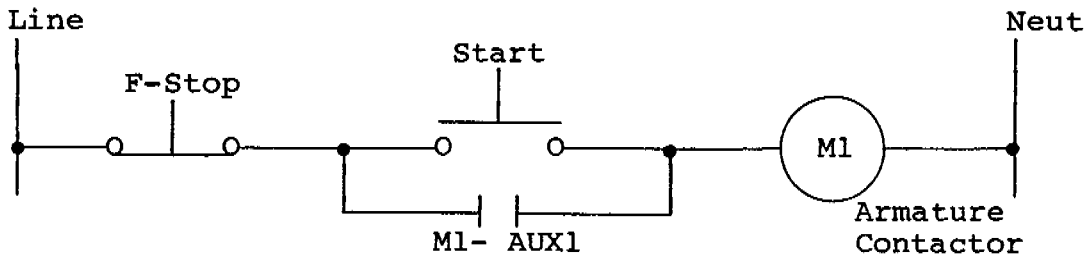 Line
Neut
Start
F-Stop
M1
M1- AUX1
Armature
Contactor